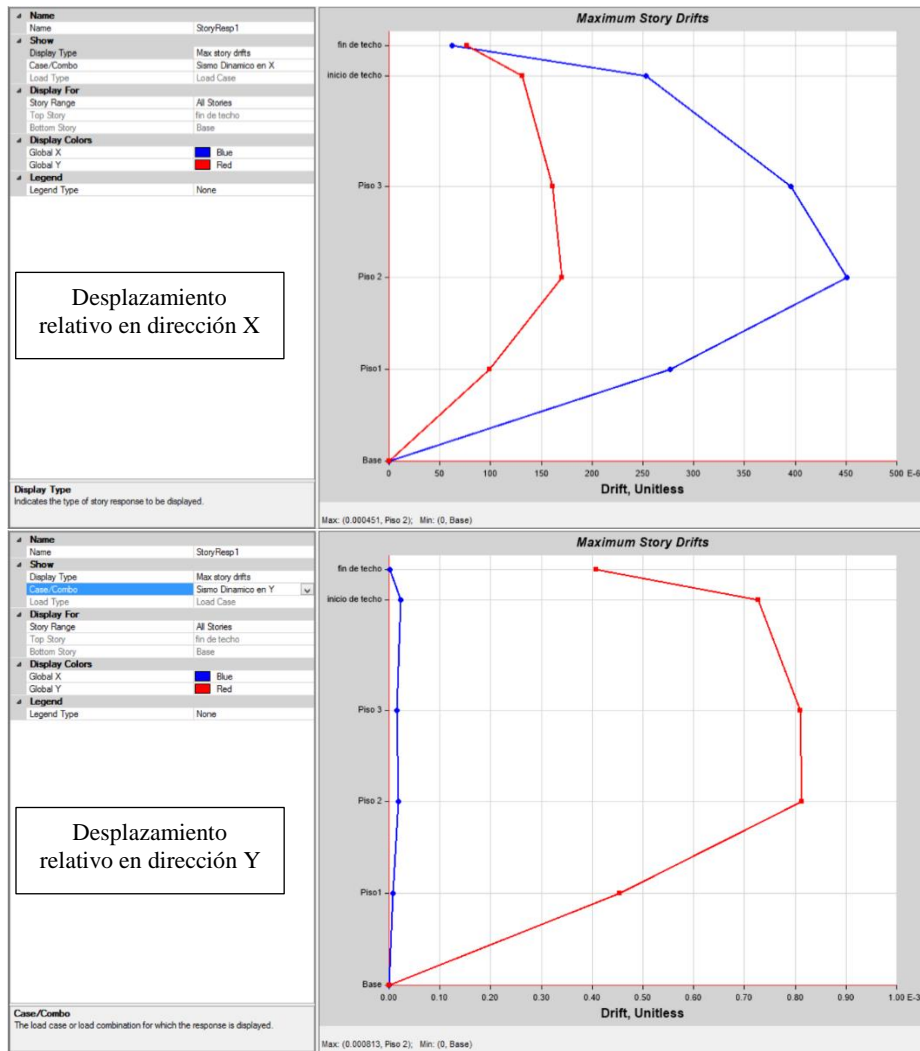 Name
Name StoryResp1
Show
Display Type Max story drifts
Case/Combo Sismo Dinamico en X
Load Type Load Case
Display For
Story Range All Stories
Top Story fin de techo
Bottom Story Base
Display Colors
Global X Blue
Global Y Red
Legend
Legend Type None
Desplazamiento
relativo en dirección X
Display Type
Indicates the type of story response to be displayed.
Maximum Story Drifts
fin de techo
inicio de techo
Piso 3
Piso 2
Piso1
Base
0 50 100 150 200 250 300 350 400 450 500 E-6
Drift, Unitless
Max: (0.000451, Piso 2); Min: (0, Base)
Name
Name StoryResp1
Show
Display Type Max story drifts
Case/Combo Sismo Dinamico en Y
Load Type Load Case
Display For
Story Range All Stories
Top Story fin de techo
Bottom Story Base
Display Colors
Global X Blue
Global Y Red
Legend
Legend Type None
Desplazamiento
relativo en dirección Y
Case/Combo
The load case or load combination for which the response is displayed.
Maximum Story Drifts
fin de techo
inicio de techo
Piso 3
Piso 2
Piso1
Base
0.00 0.10 0.20 0.30 0.40 0.50 0.60 0.70 0.80 0.90 1.00 E-3
Drift, Unitless
Max: (0.000813, Piso 2); Min: (0, Base)